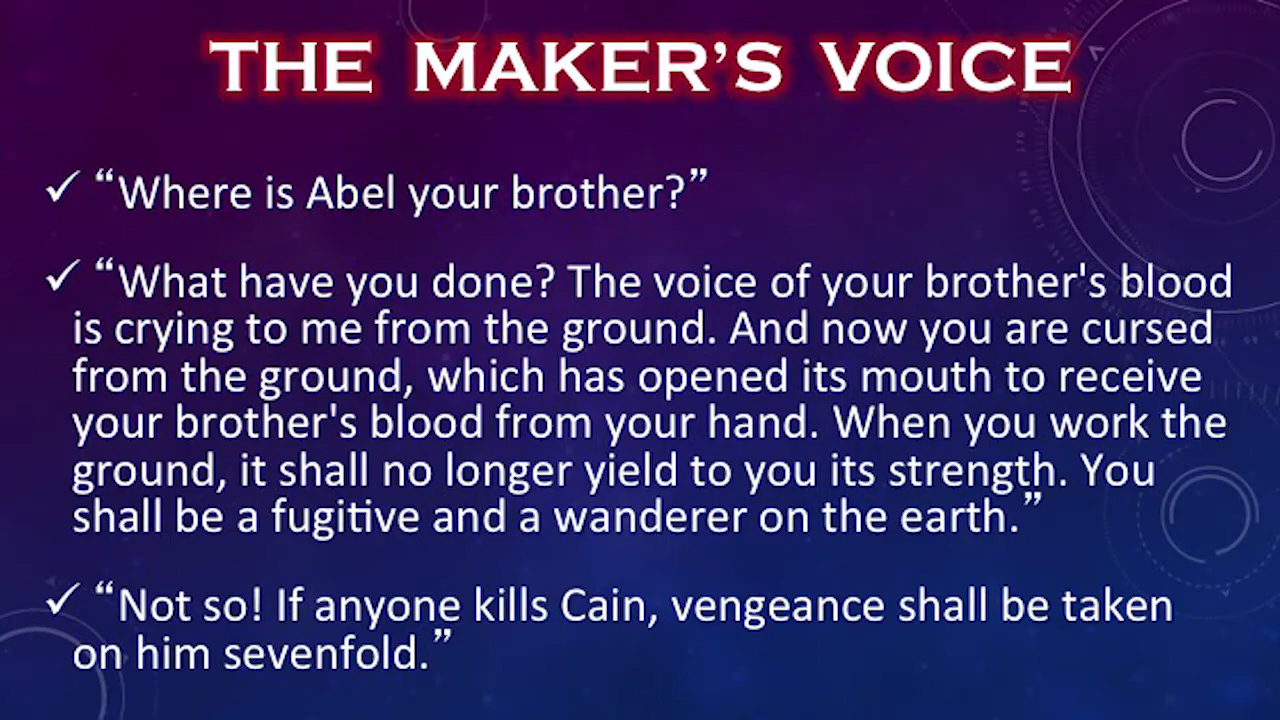 THE MAKER’S VOICE
✓ “Where is Abel your brother?”
✓ “What have you done? The voice of your brother's blood
is crying to me from the ground. And now you are cursed
from the ground, which has opened its mouth to receive
your brother's blood from your hand. When you work the
ground, it shall no longer yield to you its strength. You
shall be a fugitive and a wanderer on the earth.”
✓ “Not so! If anyone kills Cain, vengeance shall be taken
on him sevenfold.”